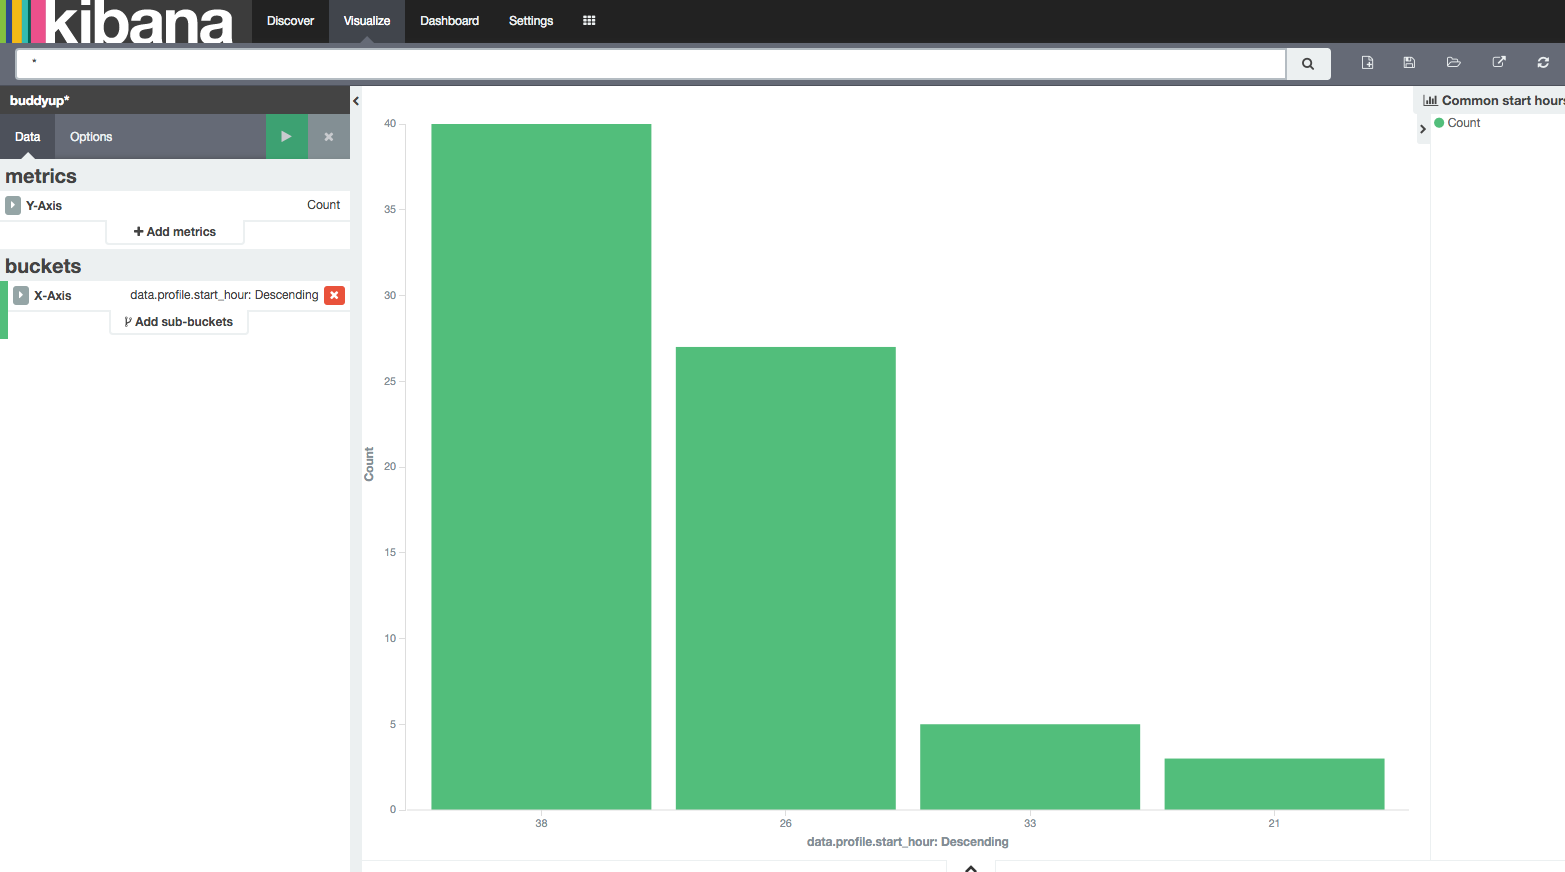 kibana Discover Visualize Dashboard Settings
*
buddyup*
Data Options
metrics
Y-Axis Count
Add metrics
buckets
X-Axis data.profile.start_hour: Descending
Add sub-buckets
Common start hours
Count
40
35
30
25
20
15
10
5
0
Count
38 26 33 21
data.profile.start_hour: Descending